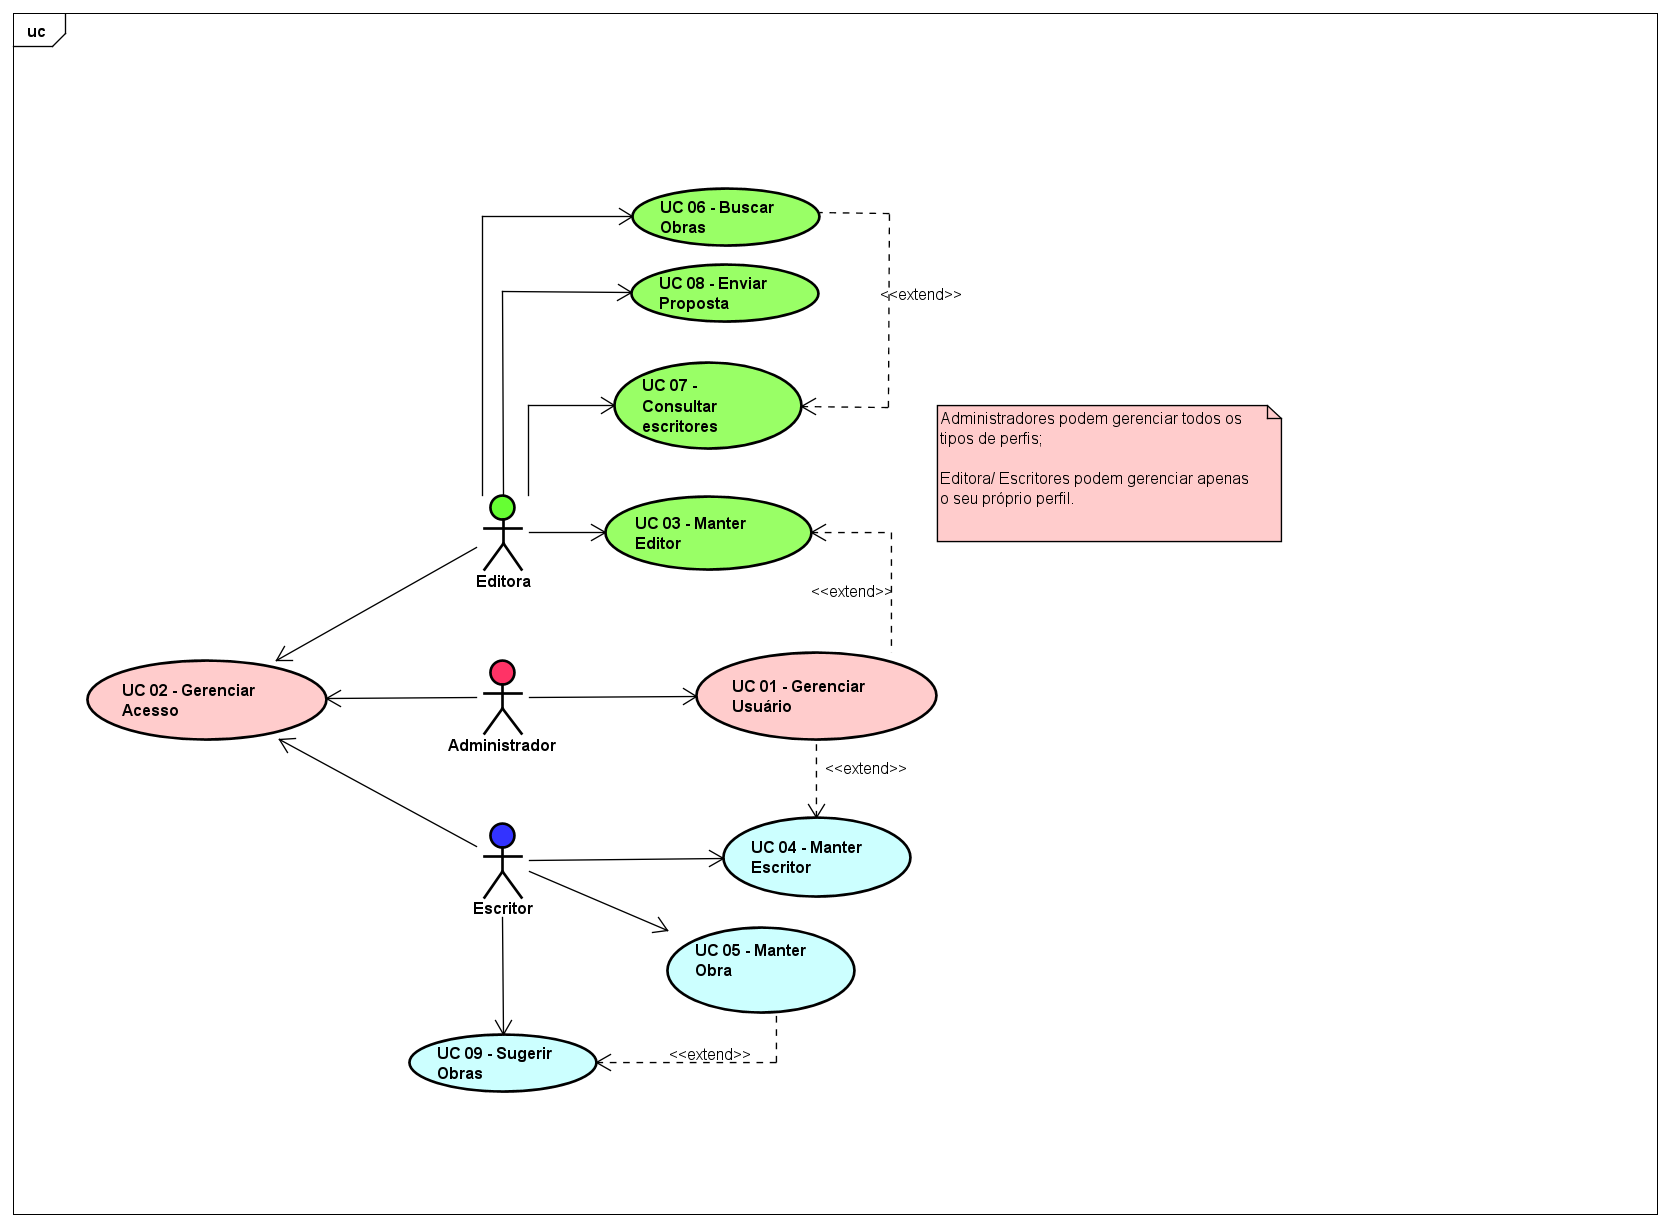 uc
UC 06 - Buscar
Obras
UC 08 - Enviar
Proposta
<<extend>>
UC 07 -
Consultar
escritores
Administradores podem gerenciar todos os
tipos de perfis;
Editora/ Escritores podem gerenciar apenas
o seu próprio perfil.
UC 03 - Manter
Editor
Editora
<<extend>>
UC 02 - Gerenciar
Acesso
Administrador
UC 01 - Gerenciar
Usuário
<<extend>>
UC 04 - Manter
Escritor
Escritor
UC 05 - Manter
Obra
UC 09 - Sugerir
Obras
<<extend>>